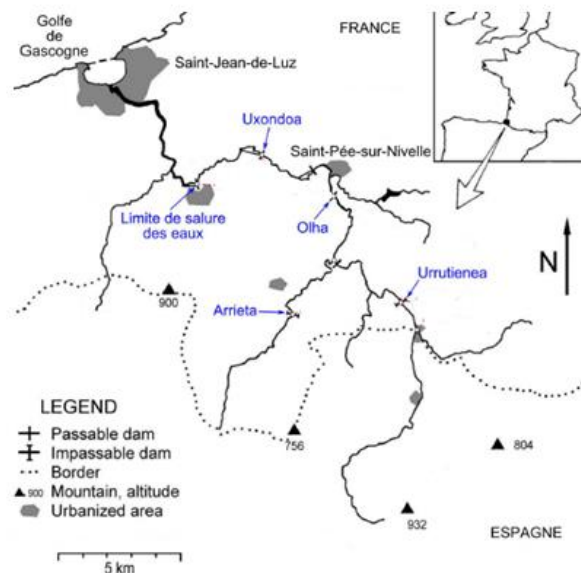 Golfe
de
Gascogne
FRANCE
Saint-Jean-de-Luz
Uxondoa
Saint-Pée-sur-Nivelle
Limite de salure
des eaux
Olha
N
Urrutienea
900
Arrieta
LEGEND
Passable dam
Impassable dam
Border
900 Mountain, altitude
Urbanized area
756
804
932
ESPAGNE
5 km